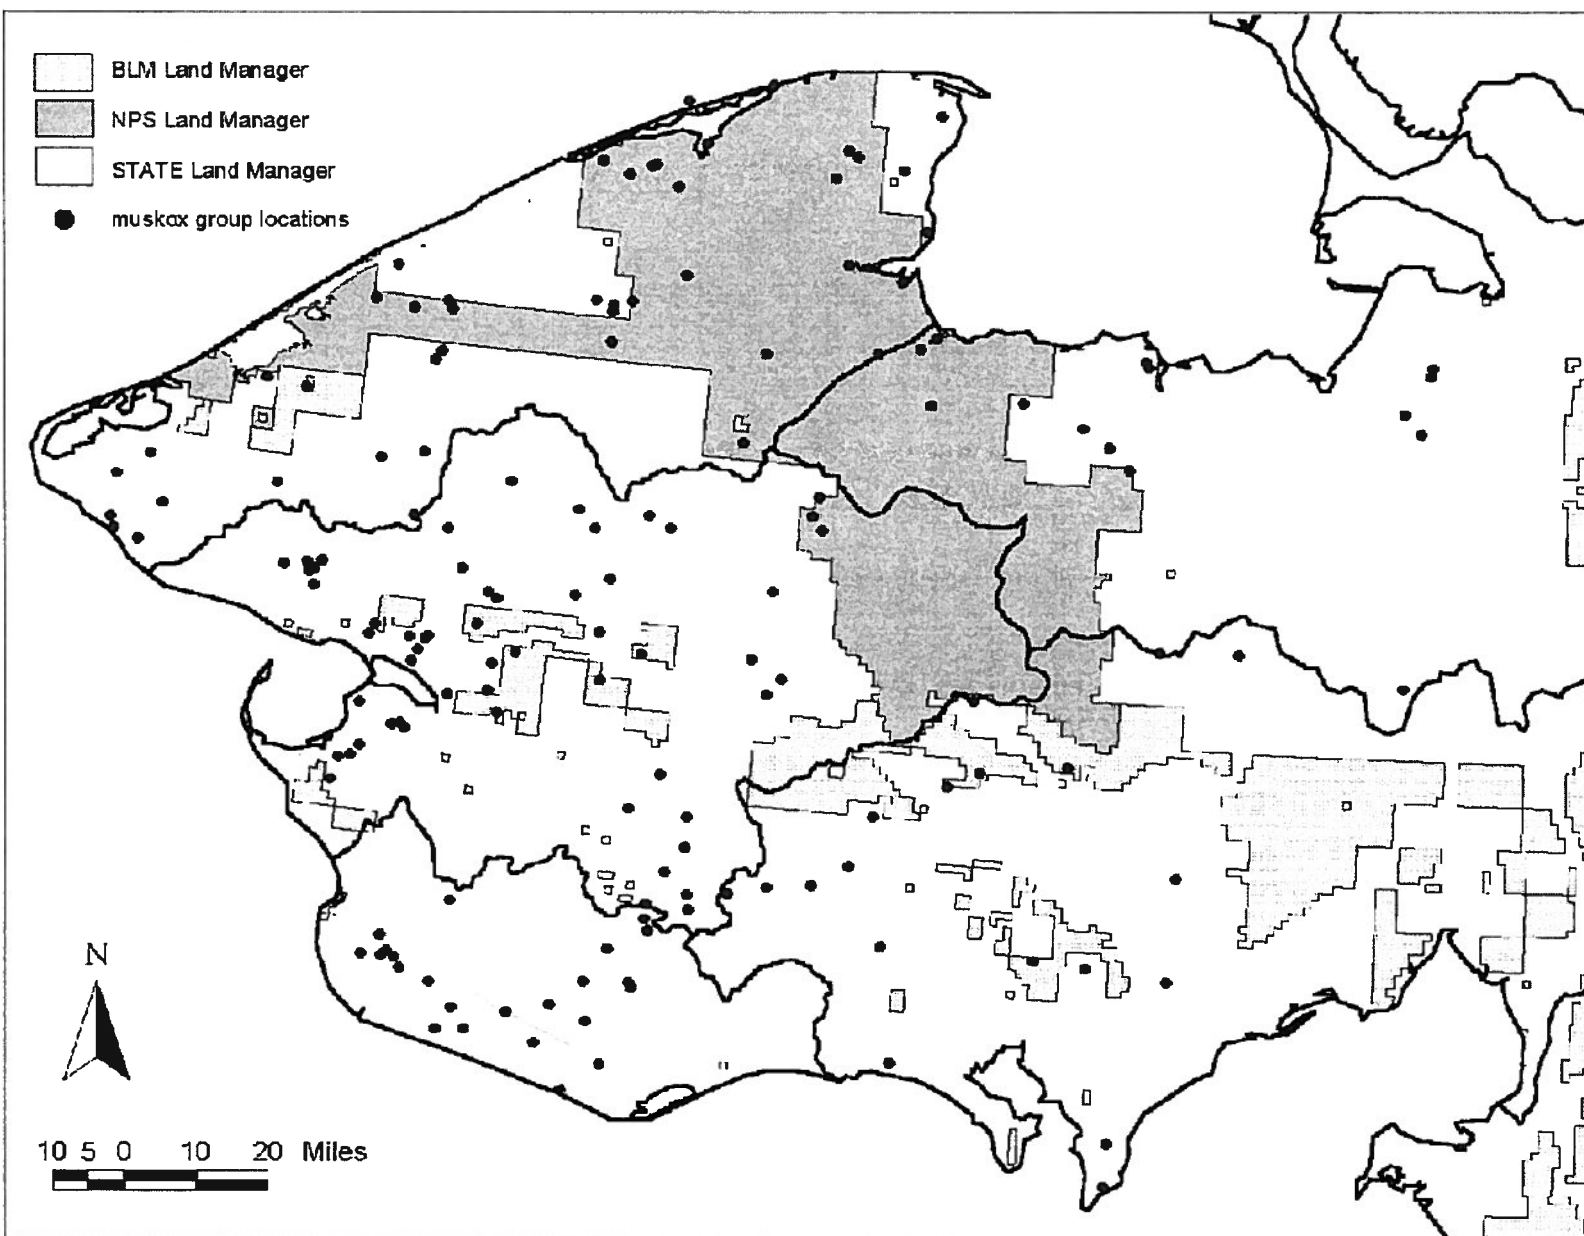 BLM Land Manager
NPS Land Manager
STATE Land Manager
muskox group locations
N
10 5 0 10 20 Miles